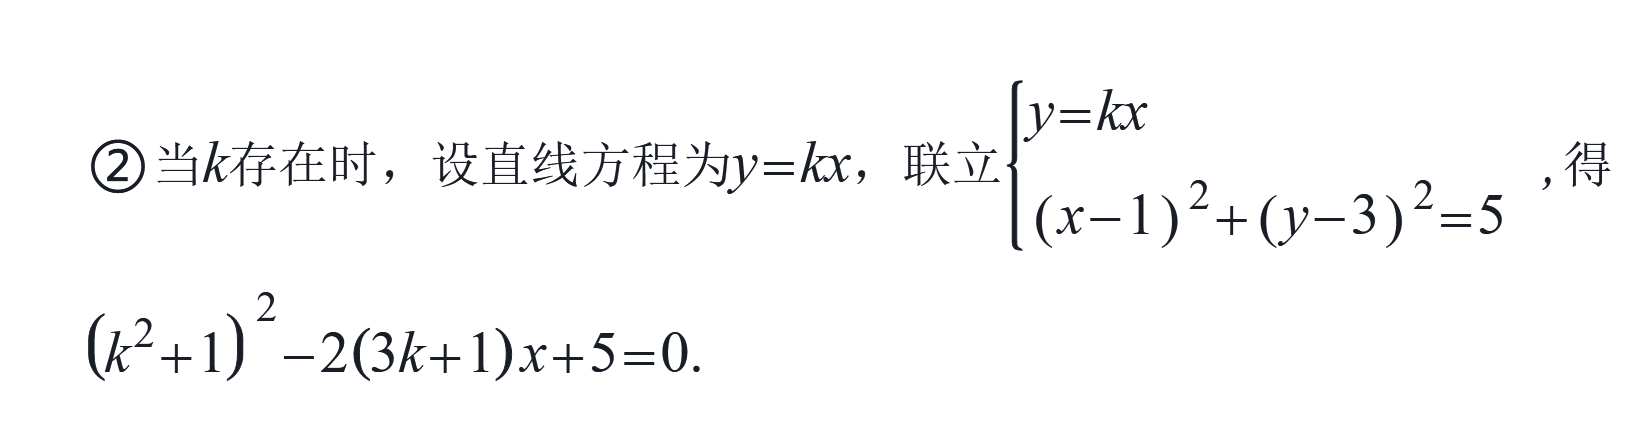 ②当k存在时，设直线方程为y=kx，联立{y=kx (x−1)²+(y−3)²=5 ,得
(k²+1)²−2(3k+1)x+5=0.